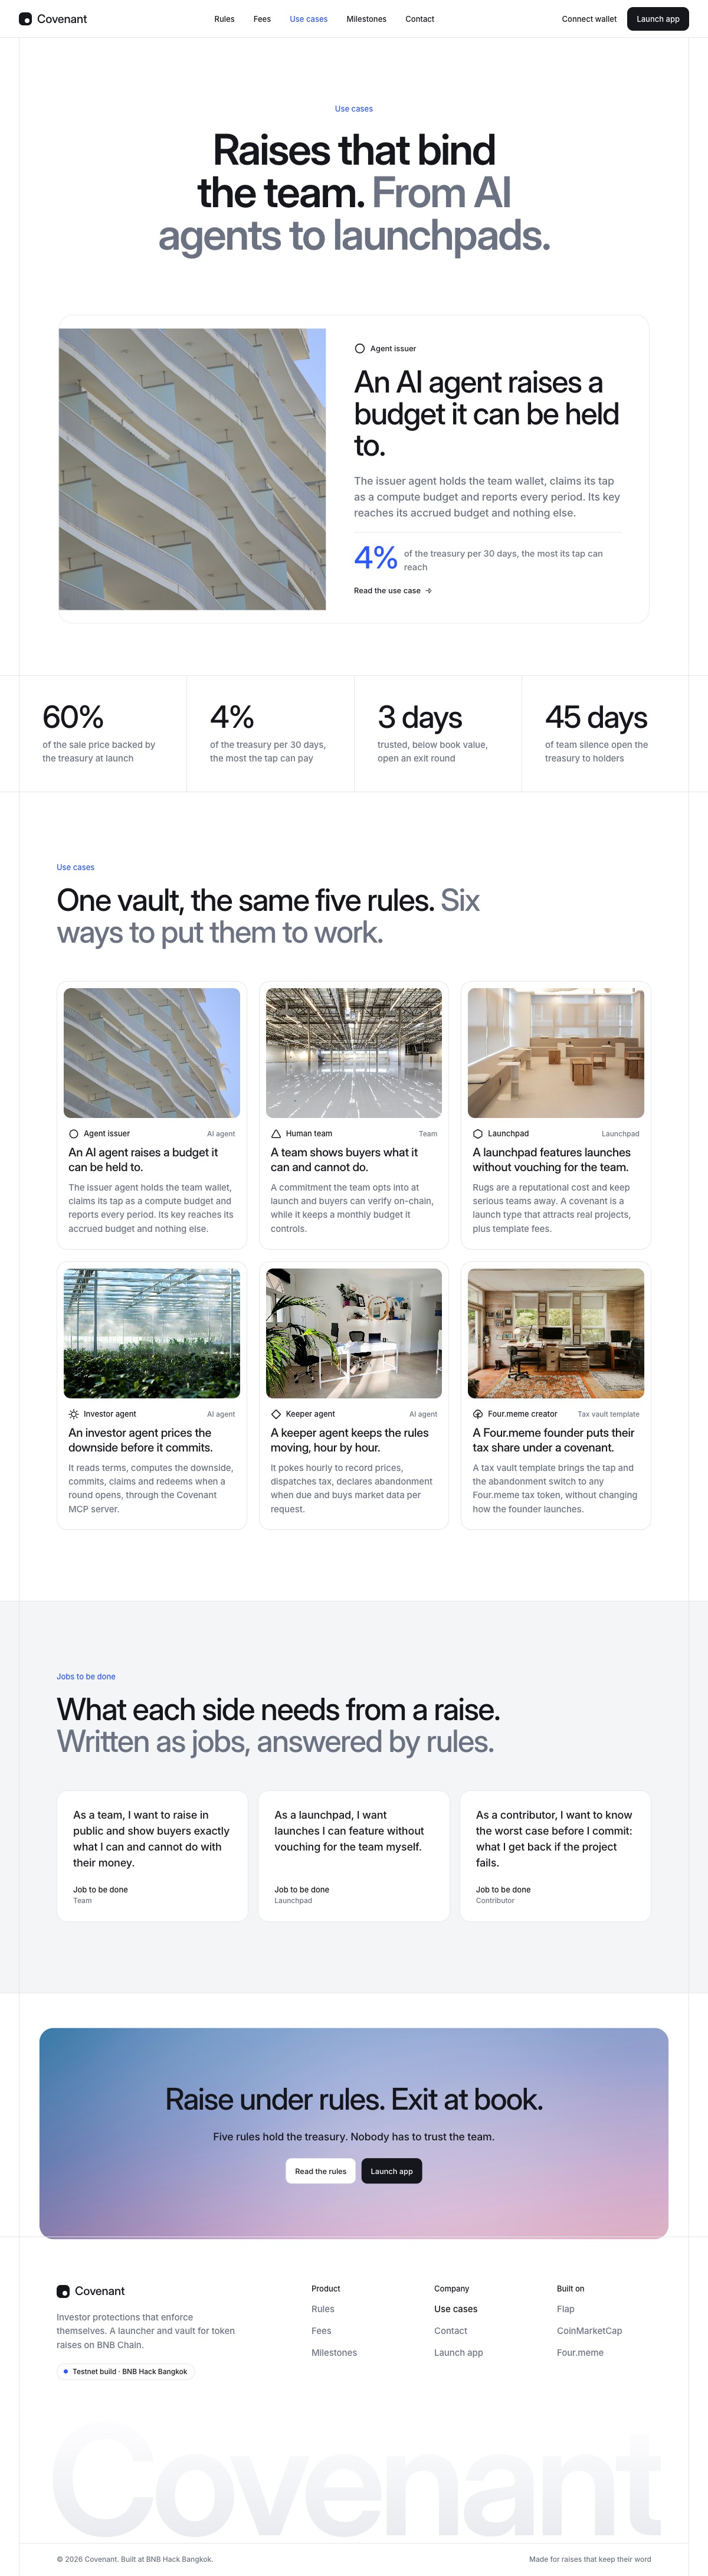 Covenant
Rules
Fees
Use cases
Milestones
Contact
Connect wallet
Launch app
Use cases
Raises that bind
the team. From AI
agents to launchpads.
Agent issuer
An AI agent raises a
budget it can be held
to.
The issuer agent holds the team wallet, claims its tap
as a compute budget and reports every period. Its key
reaches its accrued budget and nothing else.
4%
of the treasury per 30 days, the most its tap can
reach
Read the use case
60%
of the sale price backed by
the treasury at launch
4%
of the treasury per 30 days,
the most the tap can pay
3 days
trusted, below book value,
open an exit round
45 days
of team silence open the
treasury to holders
Use cases
One vault, the same five rules. Six
ways to put them to work.
Agent issuer
AI agent
An AI agent raises a budget it
can be held to.
The issuer agent holds the team wallet,
claims its tap as a compute budget and
reports every period. Its key reaches its
accrued budget and nothing else.
Human team
Team
A team shows buyers what it
can and cannot do.
A commitment the team opts into at
launch and buyers can verify on-chain,
while it keeps a monthly budget it
controls.
Launchpad
Launchpad
A launchpad features launches
without vouching for the team.
Rugs are a reputational cost and keep
serious teams away. A covenant is a
launch type that attracts real projects,
plus template fees.
Investor agent
AI agent
An investor agent prices the
downside before it commits.
It reads terms, computes the downside,
commits, claims and redeems when a
round opens, through the Covenant
MCP server.
Keeper agent
AI agent
A keeper agent keeps the rules
moving, hour by hour.
It pokes hourly to record prices,
dispatches tax, declares abandonment
when due and buys market data per
request.
Four.meme creator
Tax vault template
A Four.meme founder puts their
tax share under a covenant.
A tax vault template brings the tap and
the abandonment switch to any
Four.meme tax token, without changing
how the founder launches.
Jobs to be done
What each side needs from a raise.
Written as jobs, answered by rules.
As a team, I want to raise in
public and show buyers exactly
what I can and cannot do with
their money.
Job to be done
Team
As a launchpad, I want
launches I can feature without
vouching for the team myself.
Job to be done
Launchpad
As a contributor, I want to know
the worst case before I commit:
what I get back if the project
fails.
Job to be done
Contributor
Raise under rules. Exit at book.
Five rules hold the treasury. Nobody has to trust the team.
Read the rules
Launch app
Covenant
Investor protections that enforce
themselves. A launcher and vault for token
raises on BNB Chain.
Testnet build · BNB Hack Bangkok
Product
Rules
Fees
Milestones
Company
Use cases
Contact
Launch app
Built on
Flap
CoinMarketCap
Four.meme
Covenant
© 2026 Covenant. Built at BNB Hack Bangkok.
Made for raises that keep their word